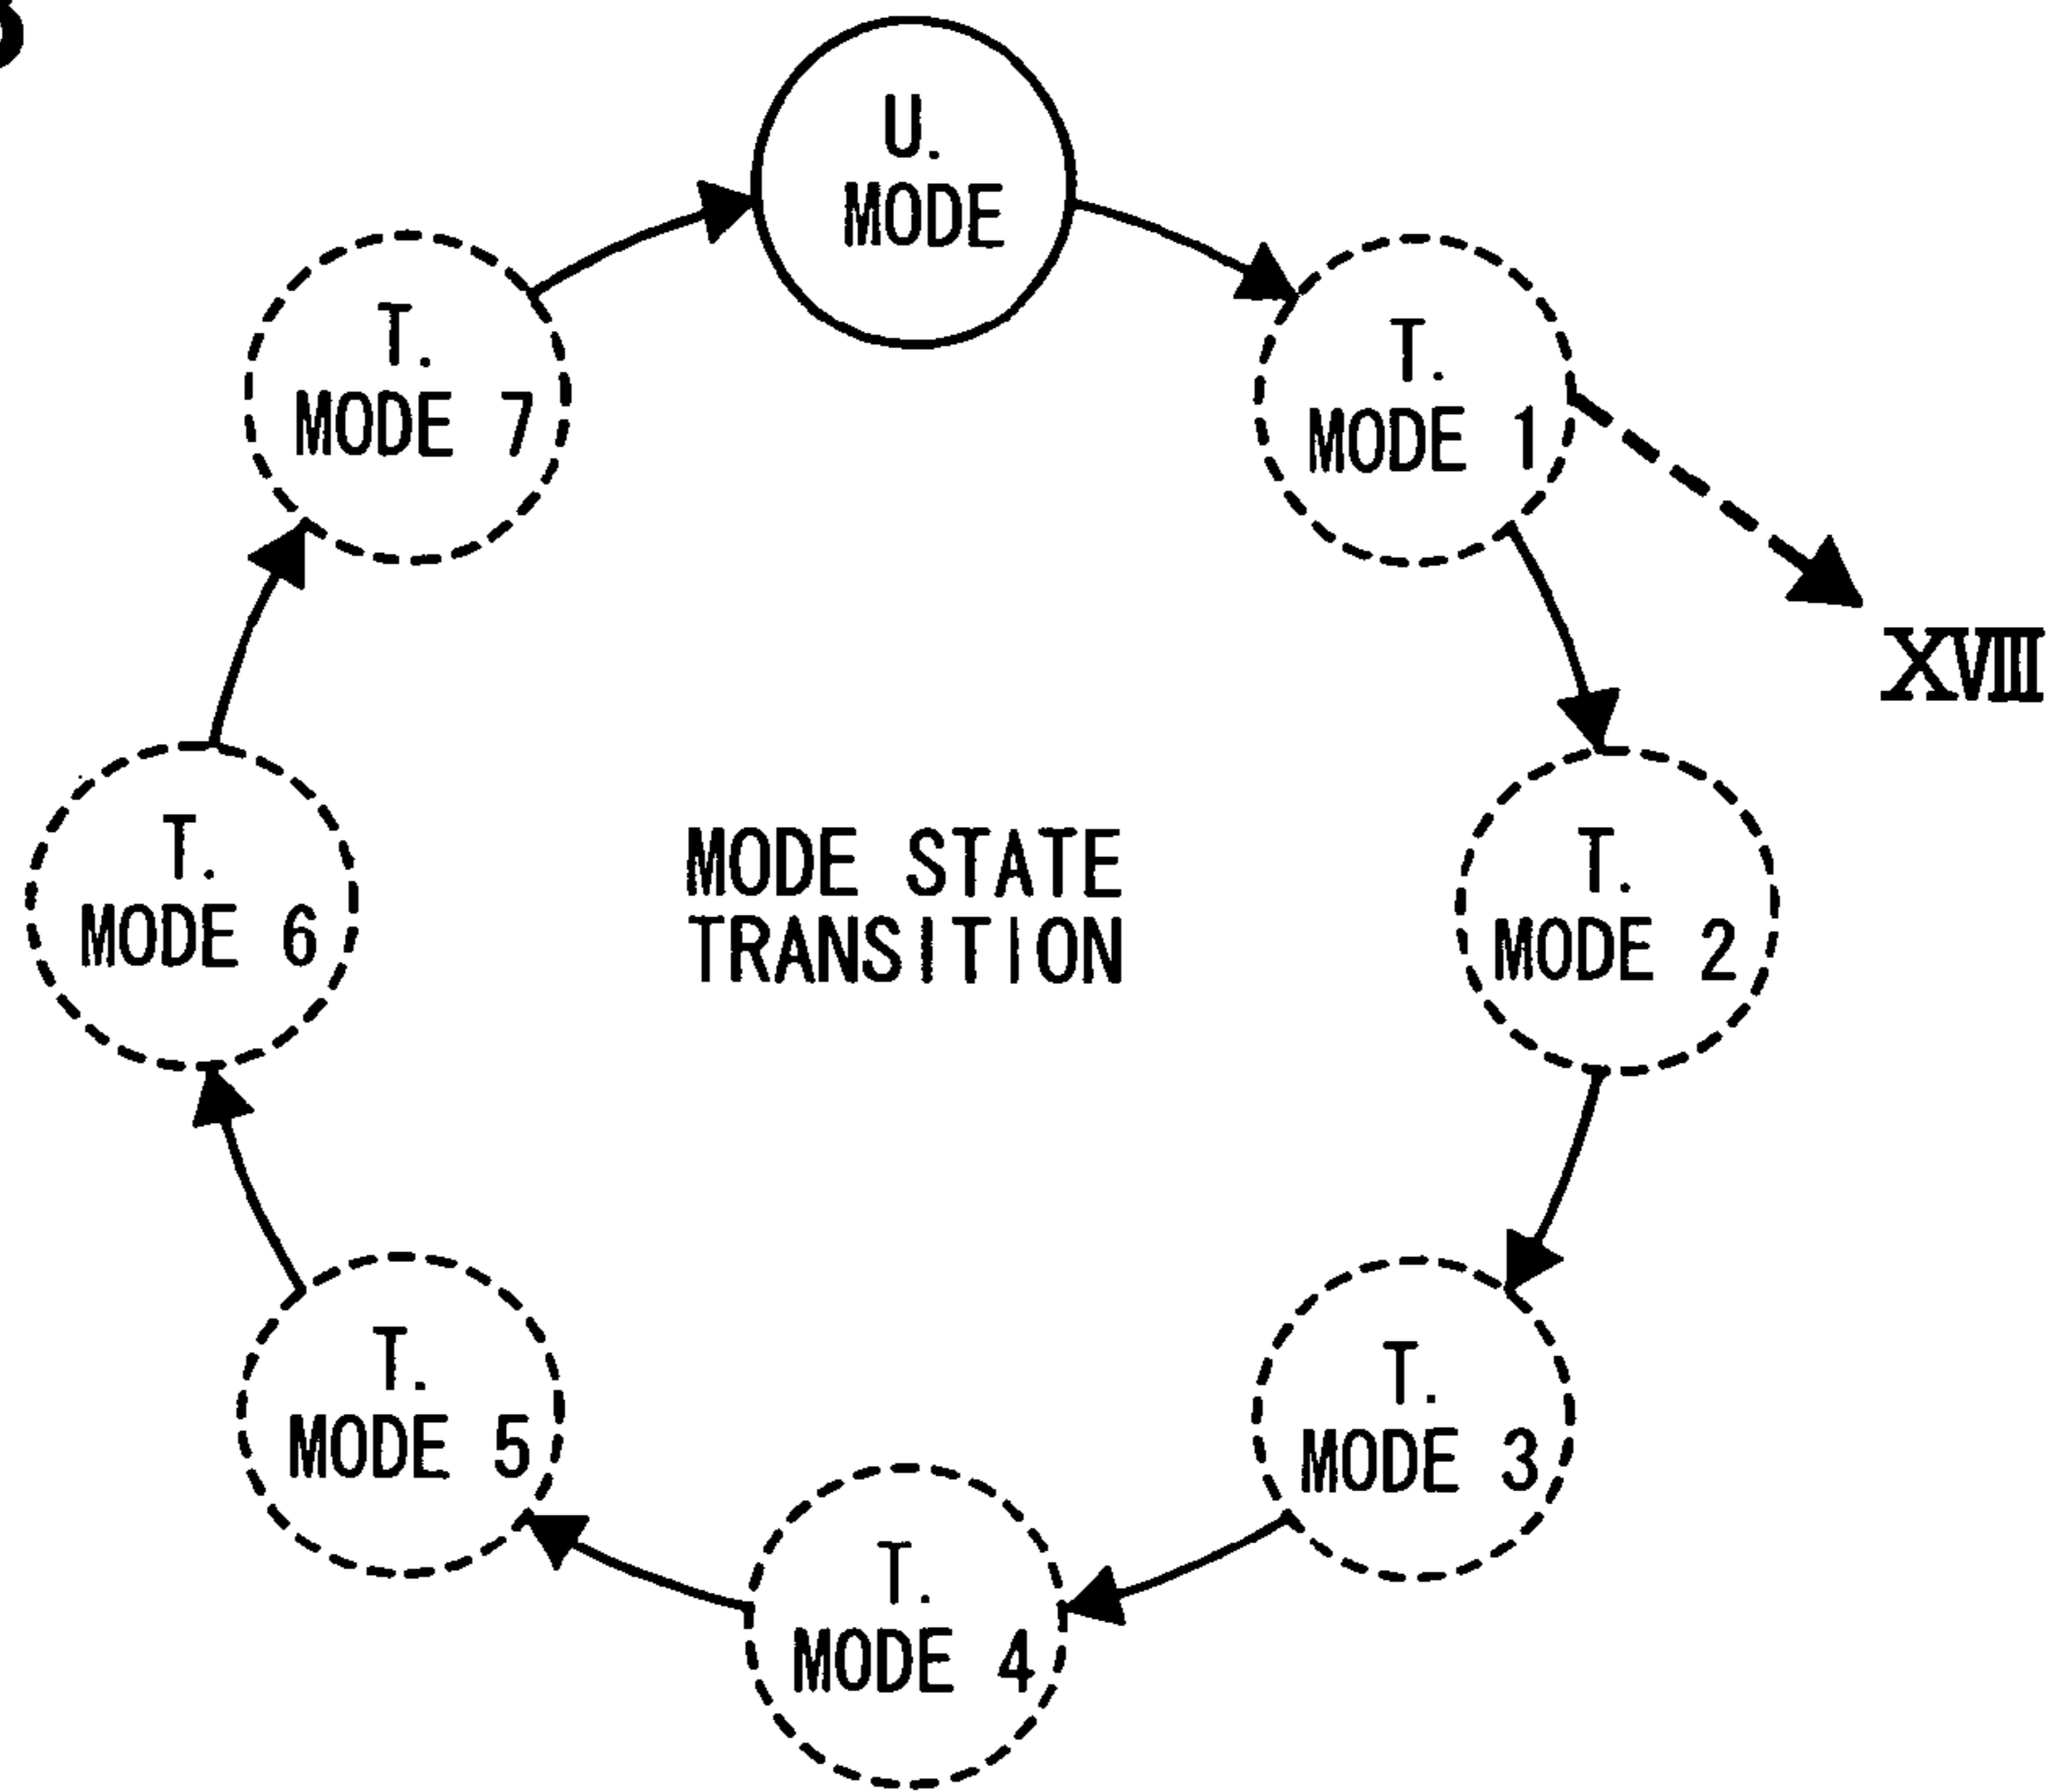 U.
MODE
T.
MODE 1
XVIII
T.
MODE 2
T.
MODE 3
T.
MODE 4
T.
MODE 5
T.
MODE 6
T.
MODE 7
MODE STATE
TRANSITION